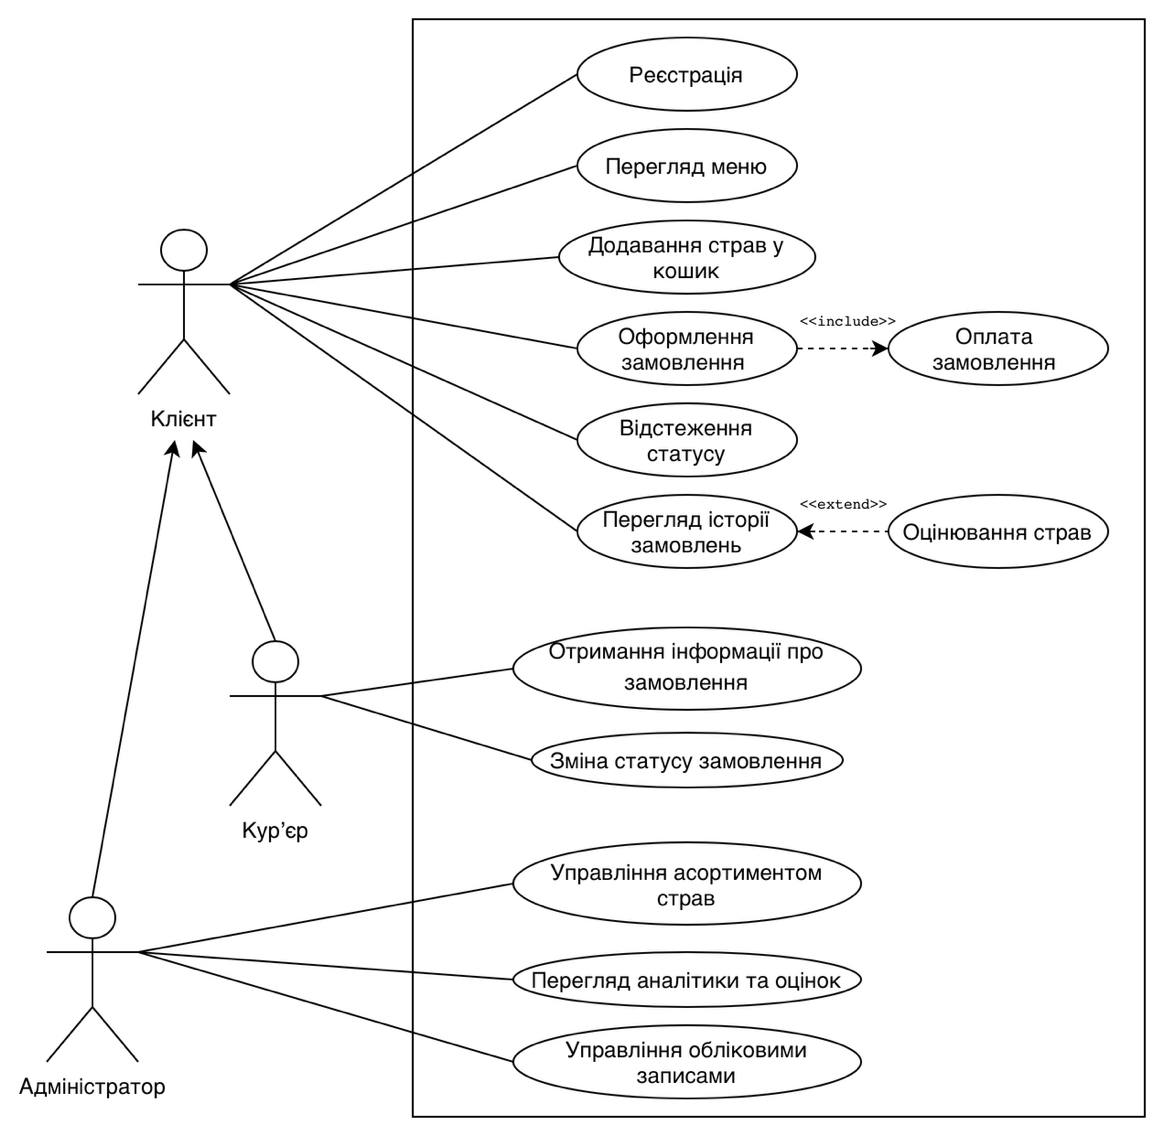 Реєстрація
Перегляд меню
Додавання страв у
кошик
Оформлення
замовлення
<<include>>
Оплата
замовлення
Відстеження
статусу
Перегляд історії
замовлень
<<extend>>
Оцінювання страв
Клієнт
Отримання інформації про
замовлення
Зміна статусу замовлення
Кур’єр
Управління асортиментом
страв
Перегляд аналітики та оцінок
Управління обліковими
записами
Адміністратор